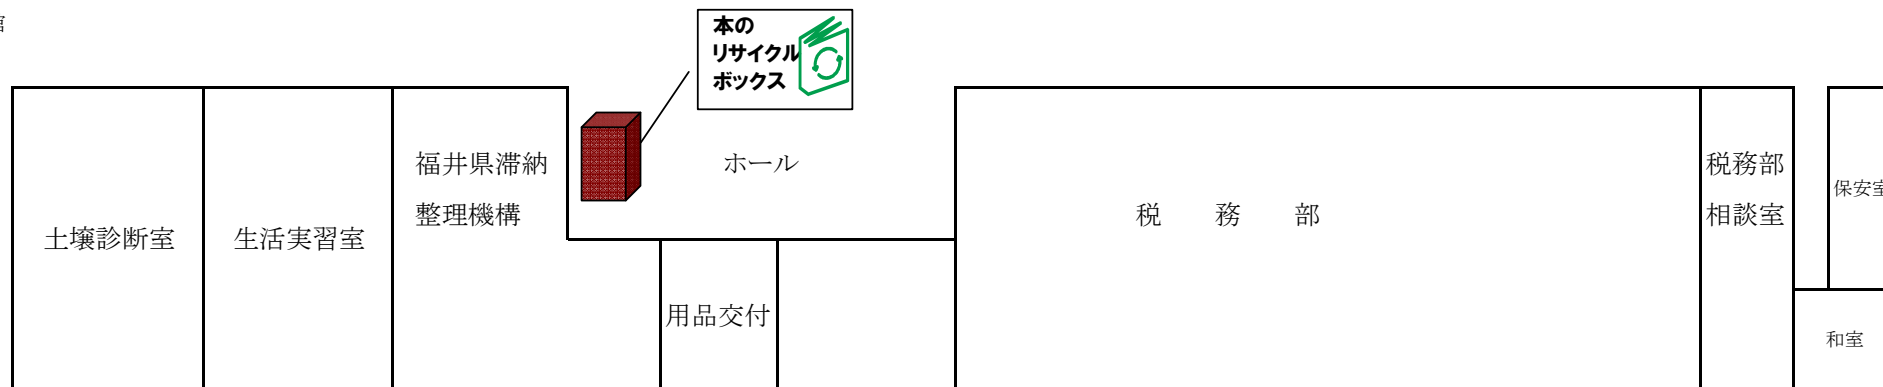 本の
リサイクル
ボックス
土壌診断室
生活実習室
福井県滞納
整理機構
ホール
用品交付
税務部
税務部
相談室
保安室
和室